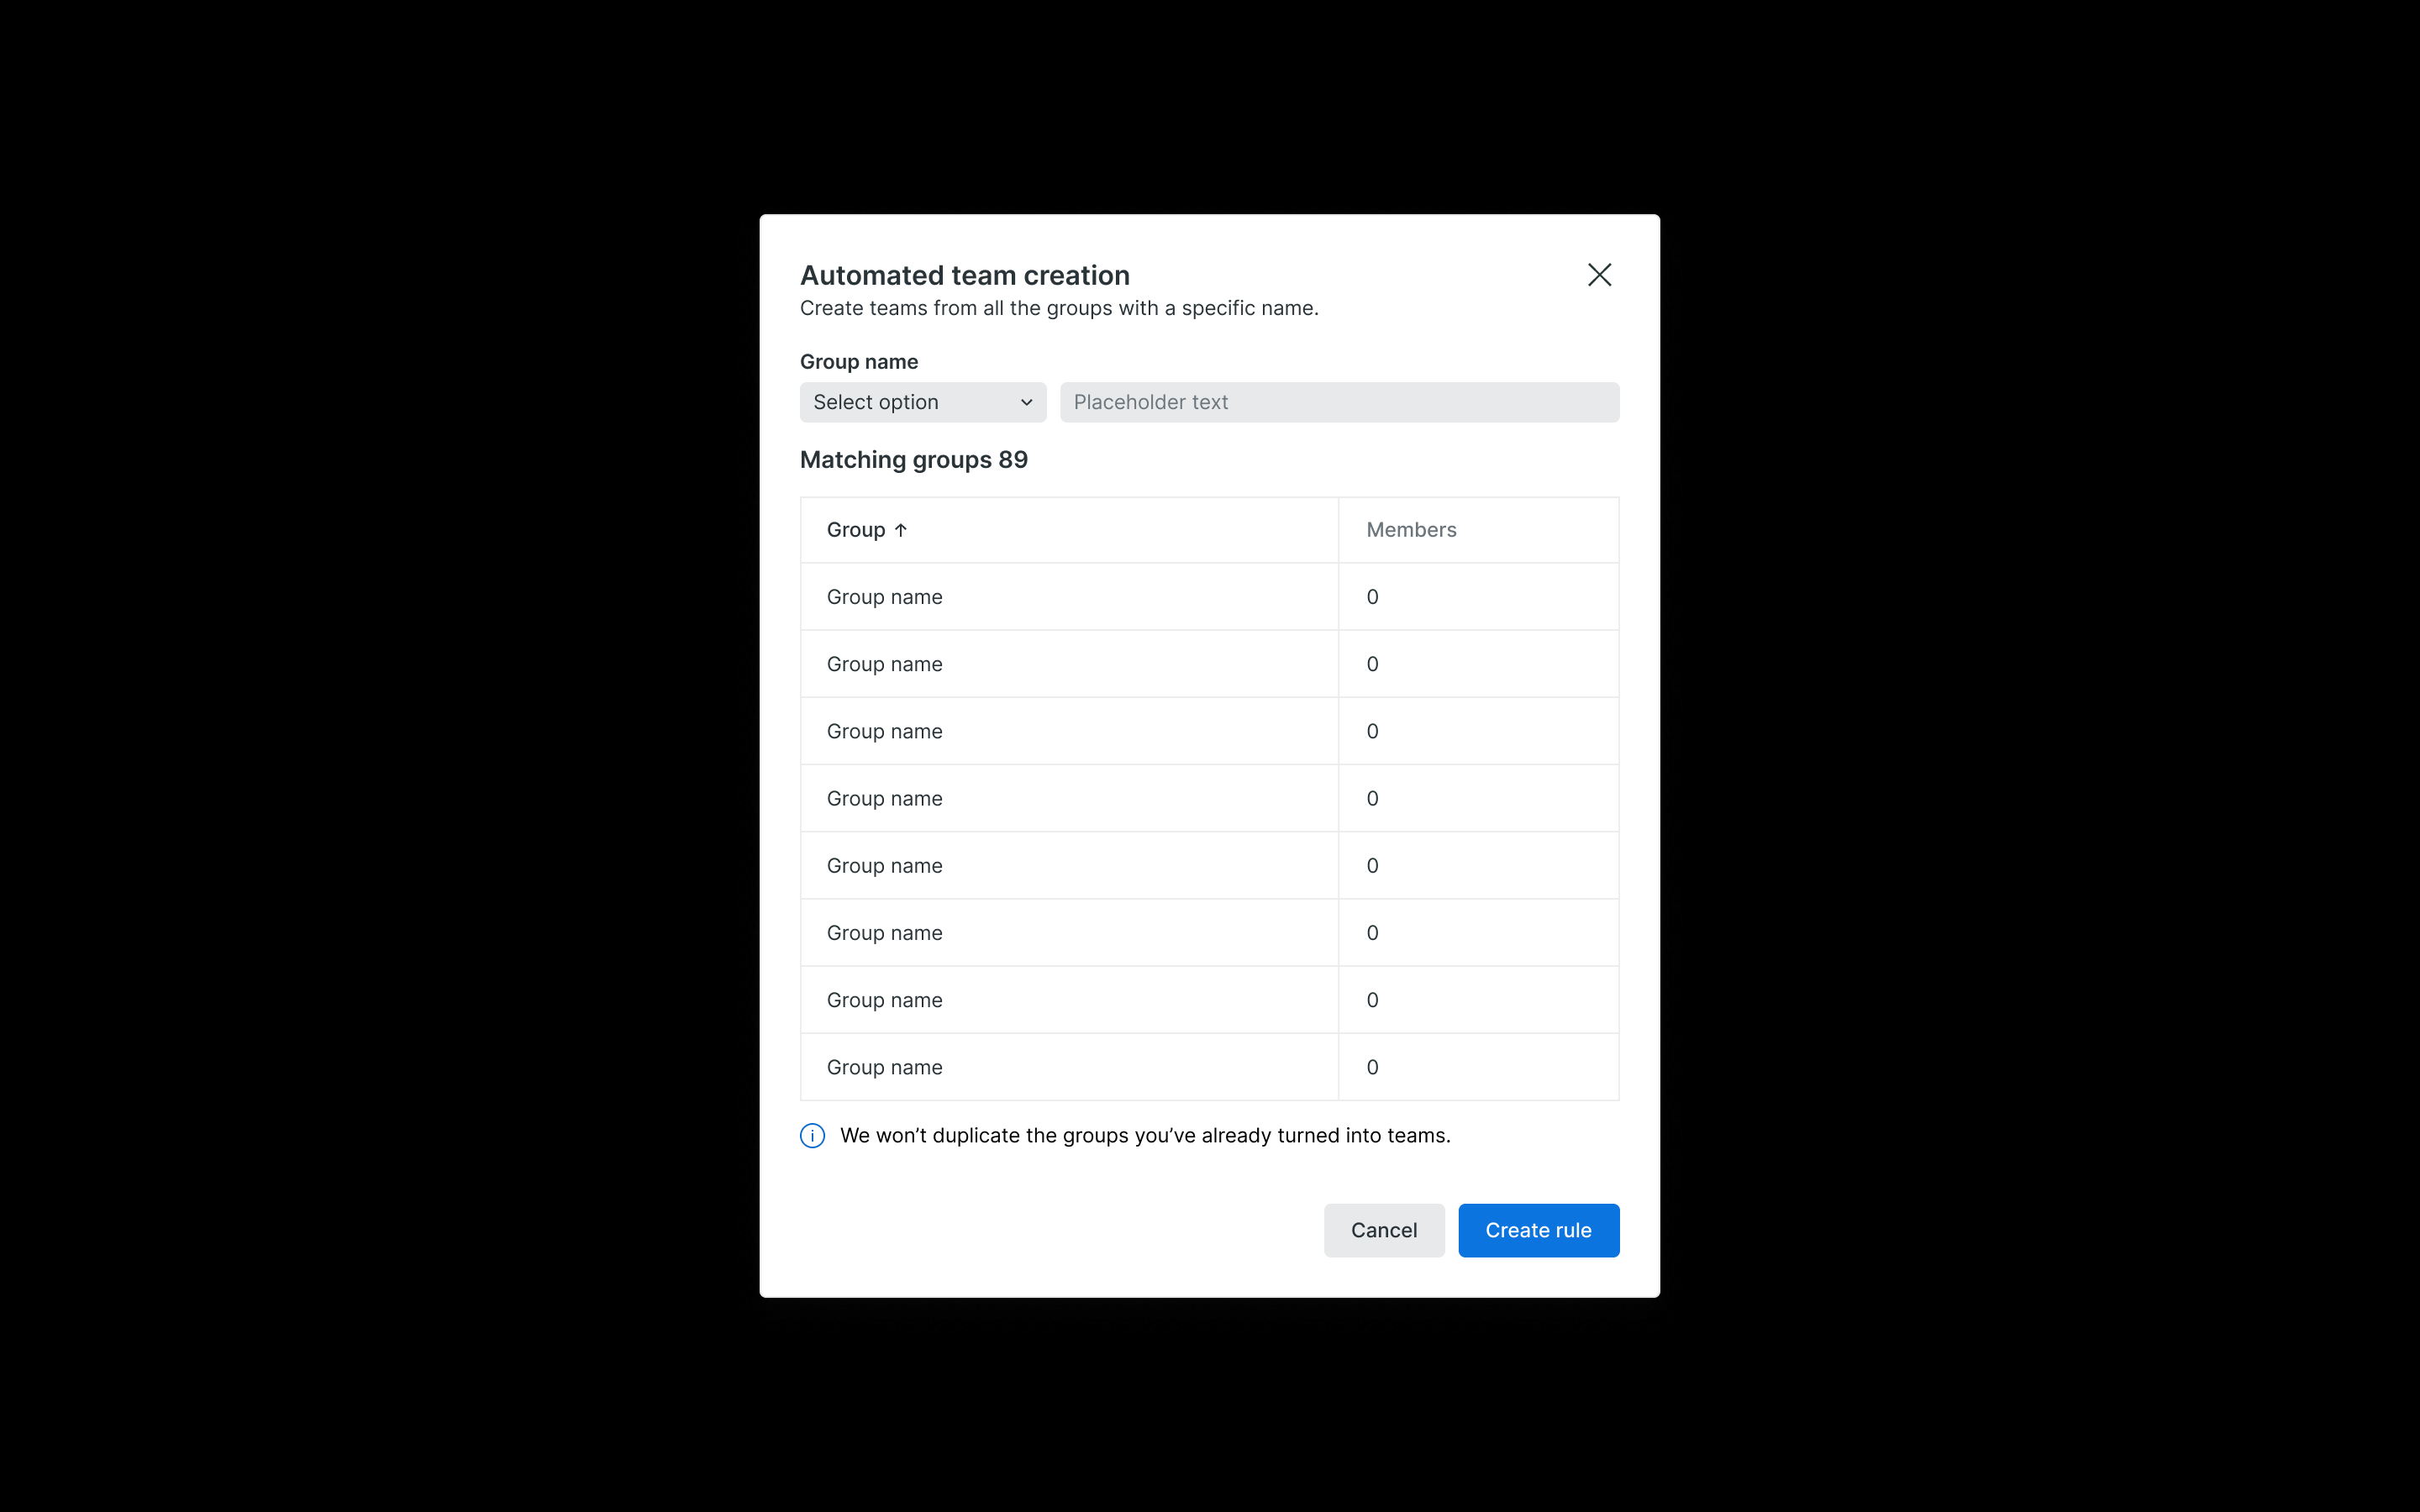 Automated team creation
Create teams from all the groups with a specific name.
Group name
Select option Placeholder text
Matching groups 89
Group ↑ Members
Group name 0
Group name 0
Group name 0
Group name 0
Group name 0
Group name 0
Group name 0
Group name 0
We won’t duplicate the groups you’ve already turned into teams.
Cancel Create rule